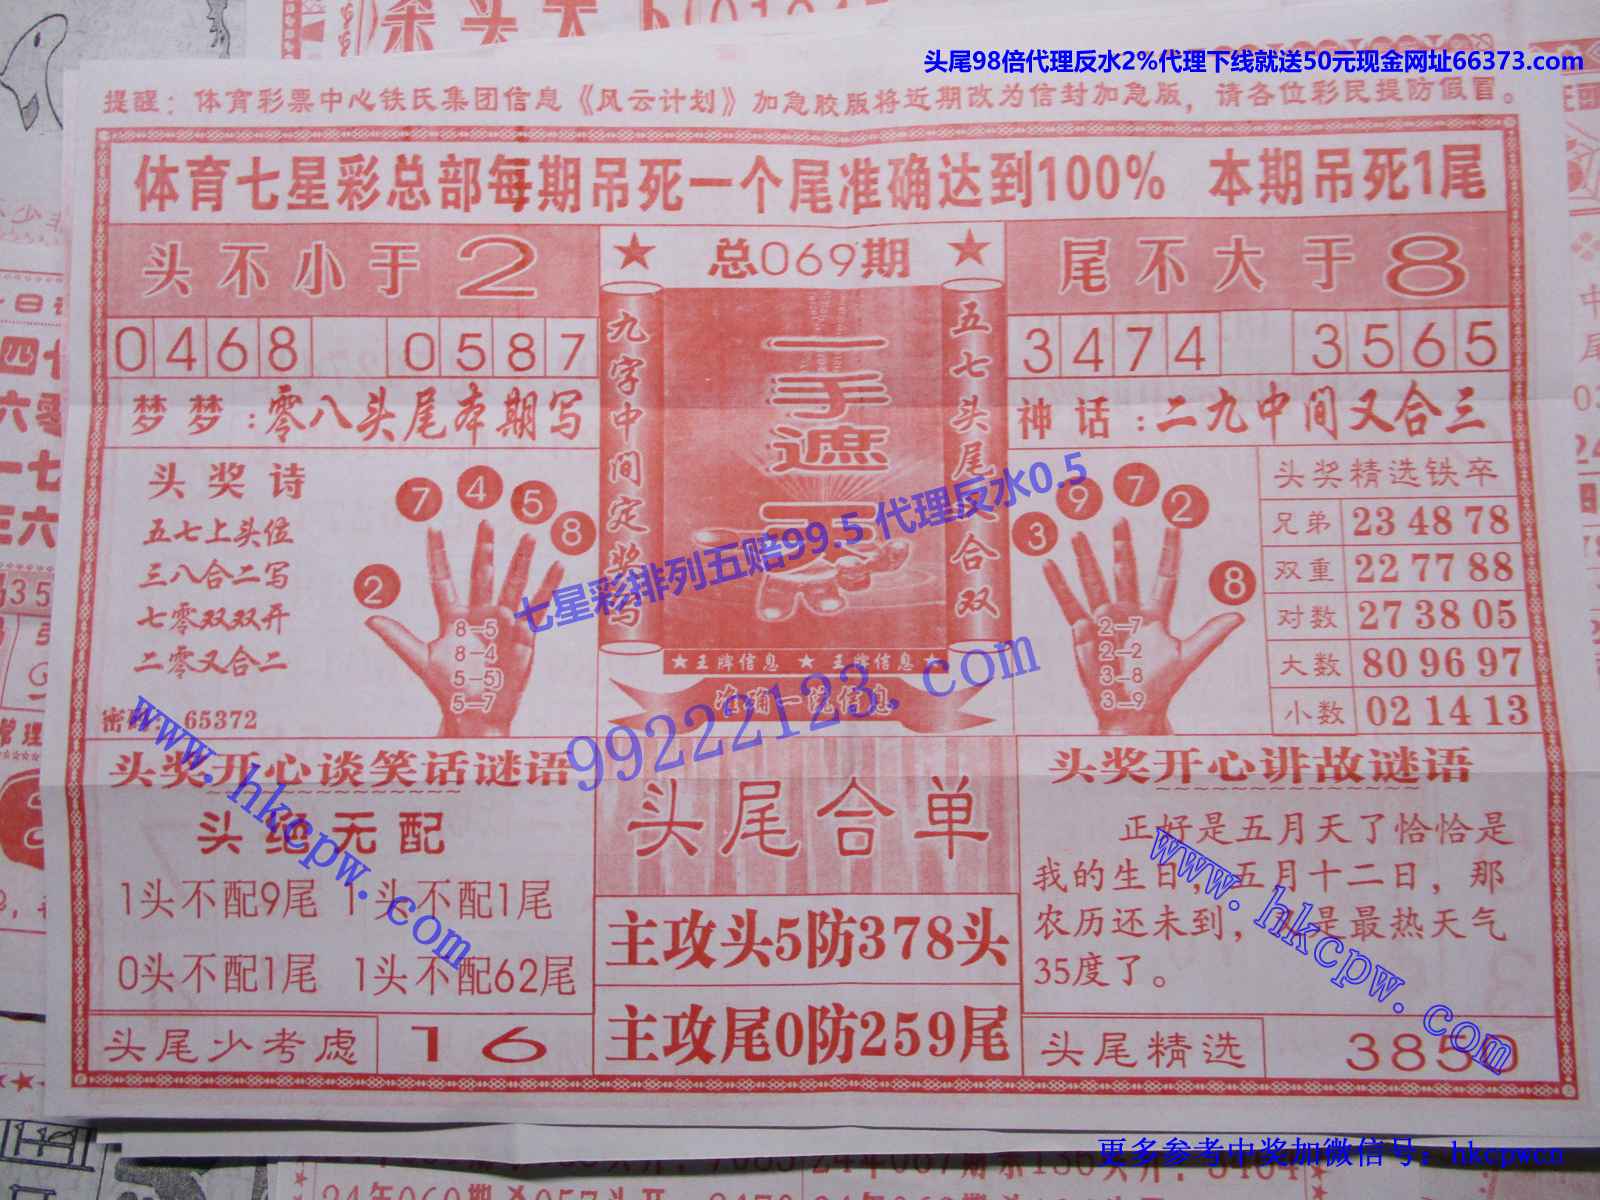 头尾98倍代理反水2%代理下线就送50元现金网址66373.com
提醒：体育彩票中心铁氏集团信息《风云计划》加急胶版将近期改为信封加急版，请各位彩民提防假冒。
体育七星彩总部每期吊死一个尾准确达到100% 本期吊死1尾
头不小于2
总069期
尾不大于8
0468 0587
3474 3565
九字中间定奖写
一手遮天
五七头尾又合双
梦梦：零八头尾本期写
神话：二九中间又合三
头奖诗
五七上头位
三八合二写
七零双双开
二零又合二
密码：65372
2 7 4 5 8
8-5
8-4
5-5
5-7
3 9 7 2 8
2-7
2-2
3-8
3-9
头奖精选铁卒
兄弟 23 48 78
双重 22 77 88
对数 27 38 05
大数 80 96 97
小数 02 14 13
★王牌信息 ★ 王牌信息★
准确一流信息
七星彩排列五赔99.5 代理反水0.5
99222123.com
头奖开心谈笑话谜语
头绝无配
1头不配9尾 1头不配1尾
0头不配1尾 1头不配62尾
头尾少考虑 16
头尾合单
主攻头5防378头
主攻尾0防259尾
头奖开心讲故谜语
正好是五月天了恰恰是
我的生日，五月十二日，那
农历还未到，又是最热天气
35度了。
头尾精选 3850
www.hkcpw.com
www.hkcpw.com
更多参考中奖加微信号：hkcpwcn